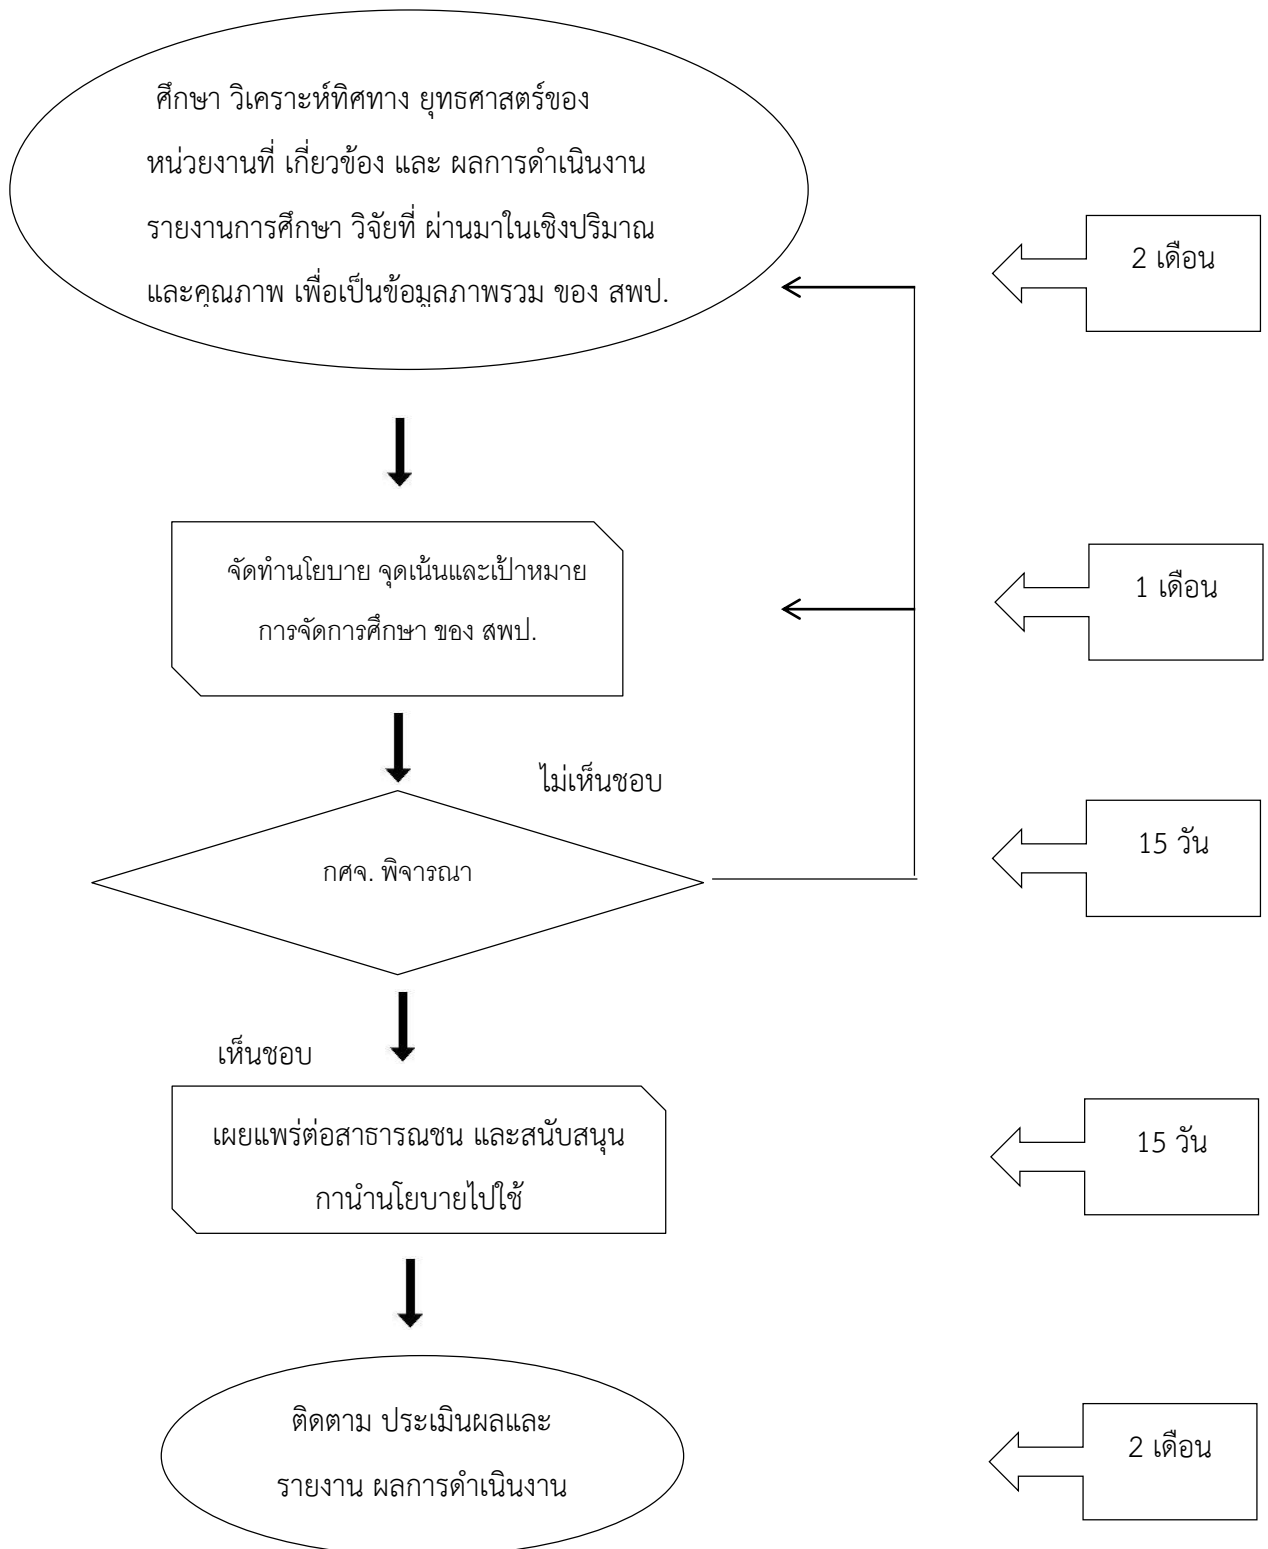 ศึกษา วิเคราะห์ทิศทาง ยุทธศาสตร์ของ
หน่วยงานที่ เกี่ยวข้อง และ ผลการดำเนินงาน
รายงานการศึกษา วิจัยที่ ผ่านมาในเชิงปริมาณ
และคุณภาพ เพื่อเป็นข้อมูลภาพรวม ของ สพป.
2 เดือน
จัดทำนโยบาย จุดเน้นและเป้าหมาย
การจัดการศึกษา ของ สพป.
1 เดือน
ไม่เห็นชอบ
กศจ. พิจารณา
15 วัน
เห็นชอบ
เผยแพร่ต่อสาธารณชน และสนับสนุน
กานำนโยบายไปใช้
15 วัน
ติดตาม ประเมินผลและ
รายงาน ผลการดำเนินงาน
2 เดือน